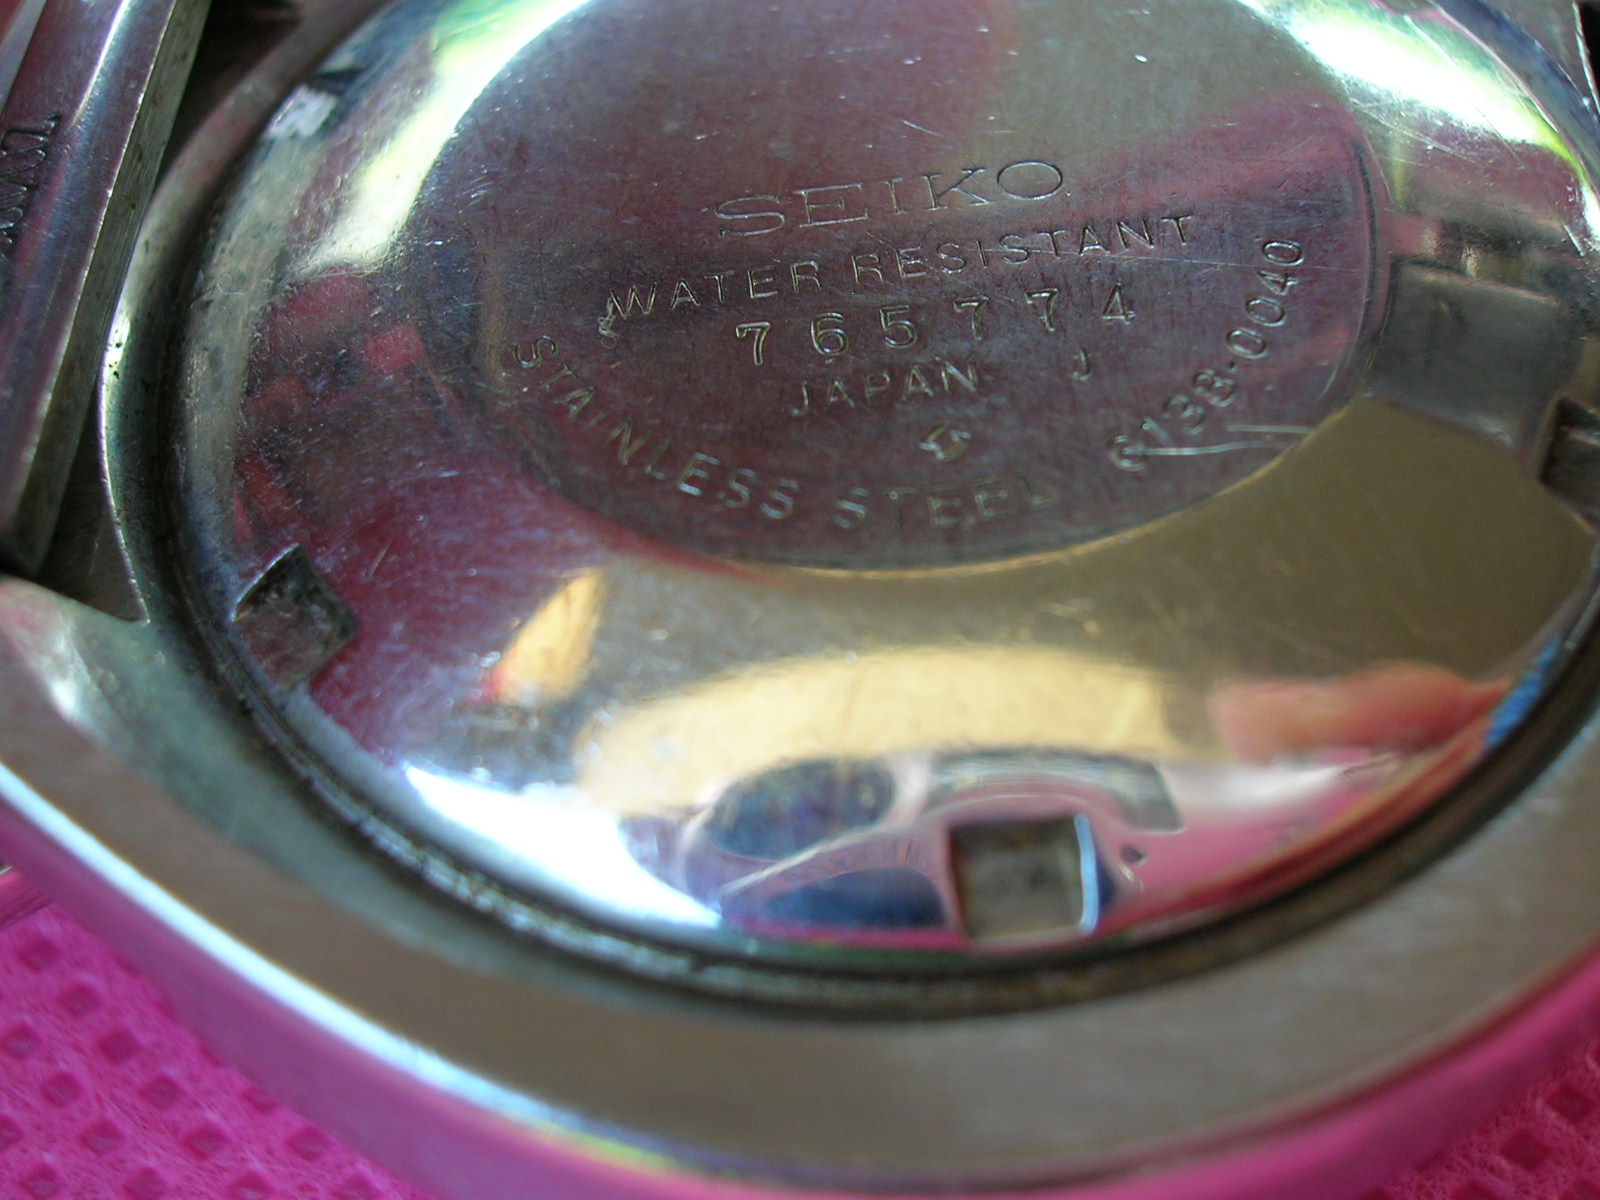 SEIKO
WATER RESISTANT
765774
JAPAN J
STAINLESS STEEL
6138-0040